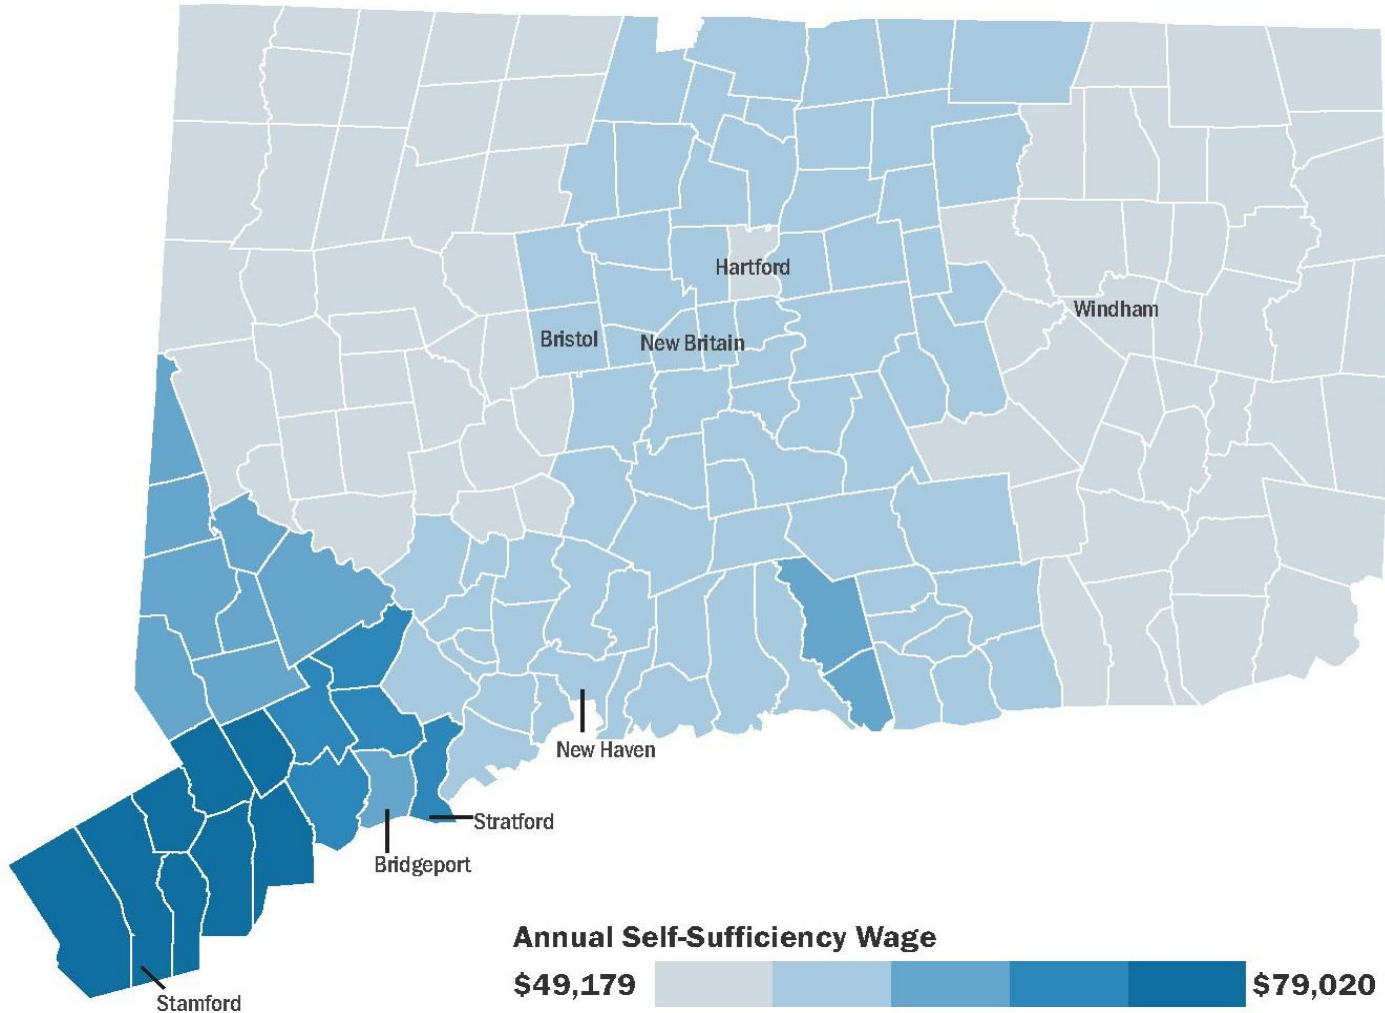 Hartford
Windham
Bristol
New Britain
New Haven
Stratford
Bridgeport
Stamford
Annual Self-Sufficiency Wage
$49,179 $79,020